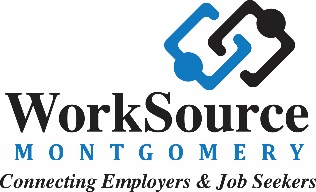 WorkSource
MONTGOMERY
Connecting Employers & Job Seekers